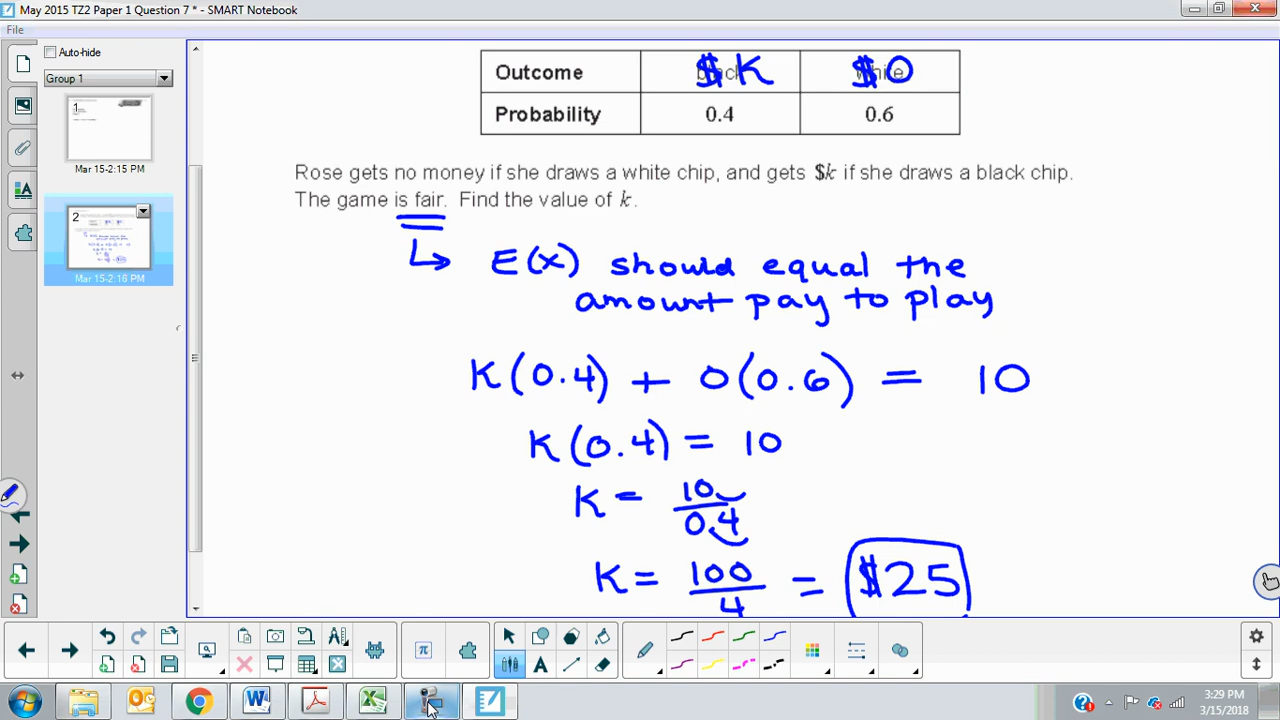 May 2015 TZ2 Paper 1 Question 7 * - SMART Notebook
File
Auto-hide
Group 1
1
Mar 15-2:15 PM
2
Mar 15-2:16 PM
Outcome $K $0
Probability 0.4 0.6
Rose gets no money if she draws a white chip, and gets $k if she draws a black chip.
The game is fair. Find the value of k.
E(x) should equal the
amount pay to play
K(0.4) + 0(0.6) = 10
K(0.4) = 10
K = 10/0.4
K = 100/4 = $25
π
A
3:29 PM
3/15/2018